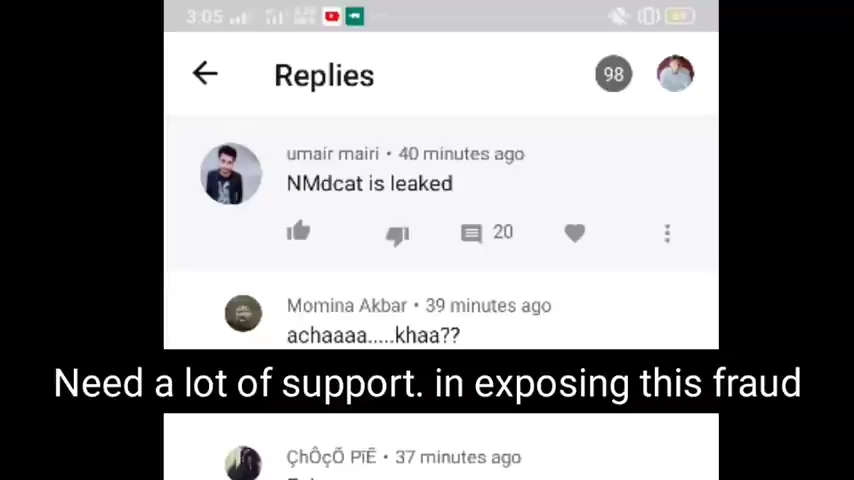 3:05
Replies
98
umair mairi • 40 minutes ago
NMdcat is leaked
20
Momina Akbar • 39 minutes ago
achaaaa.....khaa??
Need a lot of support. in exposing this fraud
ÇhÔçÕ PïĒ • 37 minutes ago